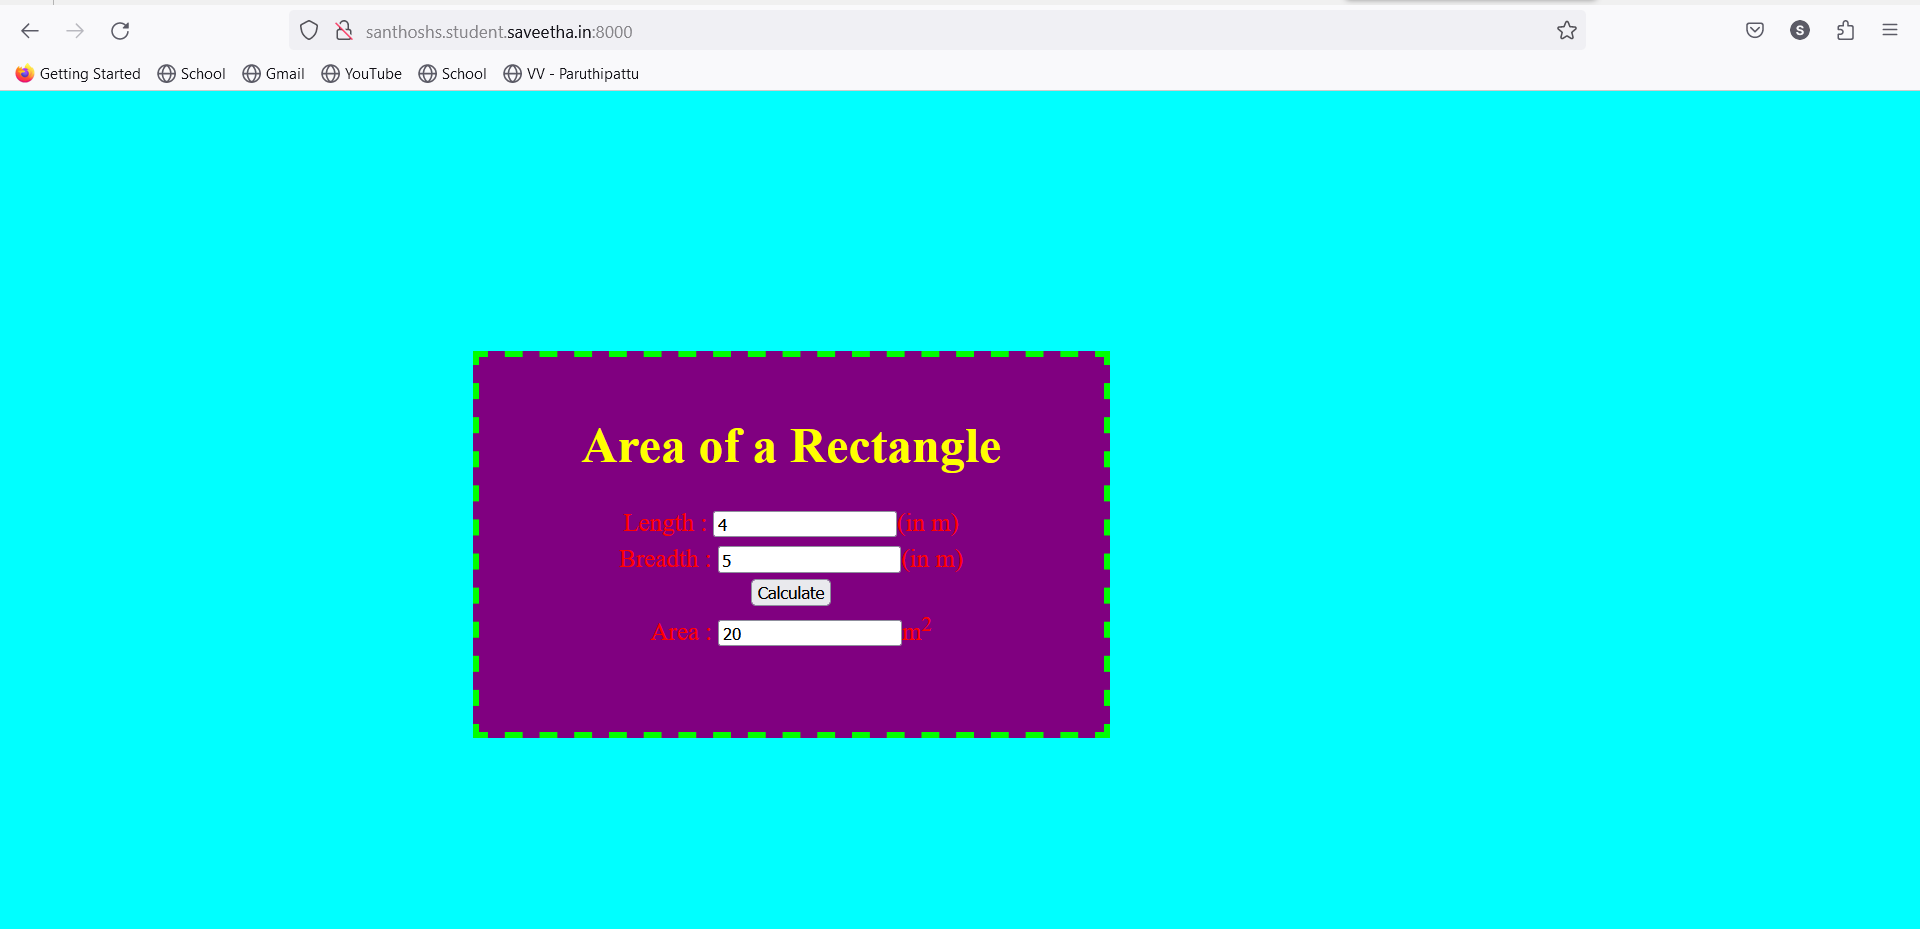 santhoshs.student.saveetha.in:8000
S
Getting Started School Gmail YouTube School VV - Paruthipattu
Area of a Rectangle
Length : 4 (in m)
Breadth : 5 (in m)
Calculate
Area : 20 m²